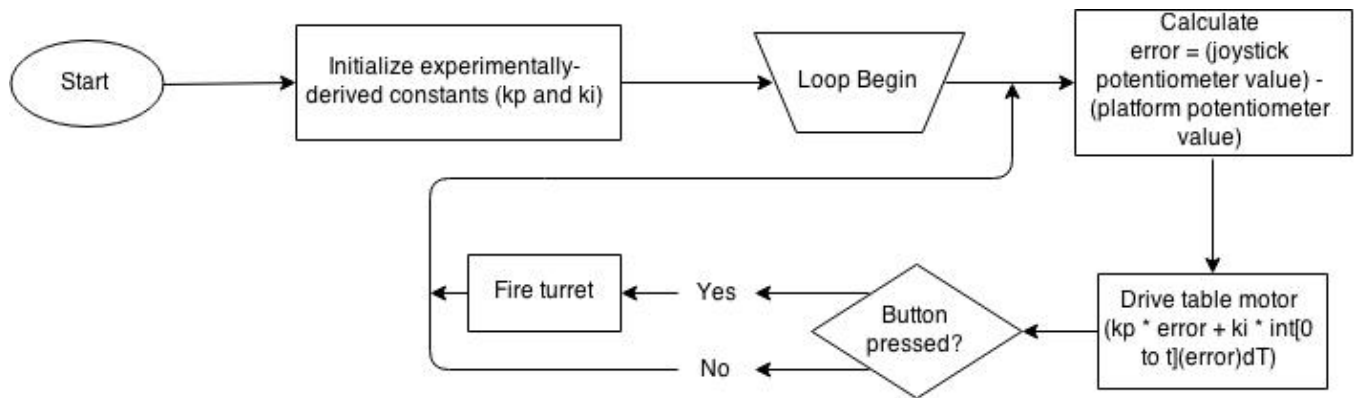 Start
Initialize experimentally-
derived constants (kp and ki)
Loop Begin
Calculate
error = (joystick
potentiometer value) -
(platform potentiometer
value)
Drive table motor
(kp * error + ki * int[0
to t](error)dT)
Button
pressed?
Yes
Fire turret
No